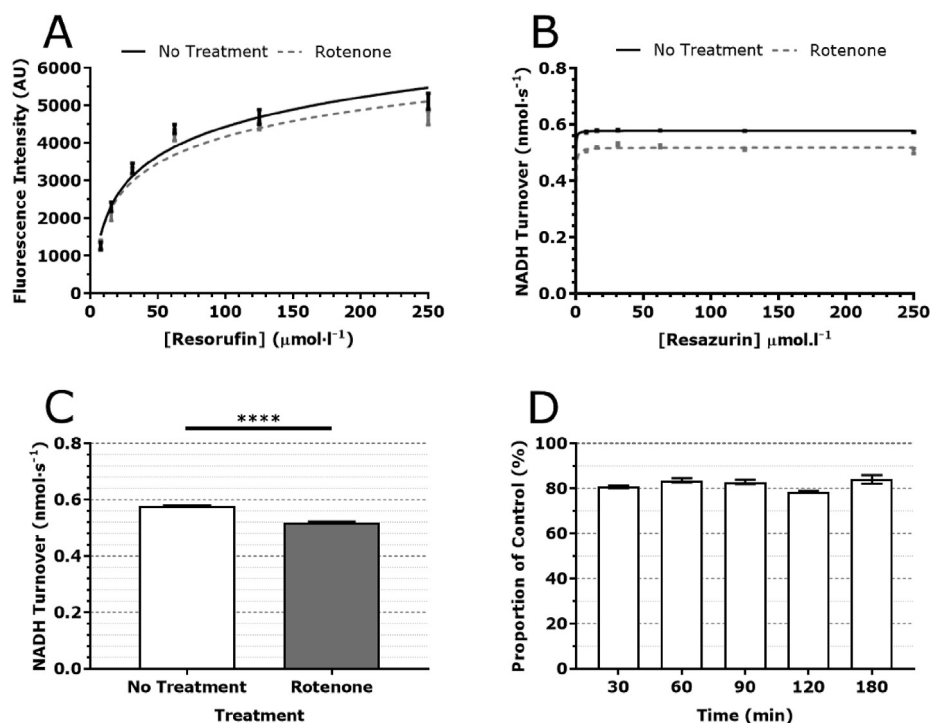 A
No Treatment
Rotenone
Fluorescence Intensity (AU)
6000
5000
4000
3000
2000
1000
0
0 50 100 150 200 250
[Resorufin] (μmol·l⁻¹)
B
No Treatment
Rotenone
NADH Turnover (nmol·s⁻¹)
0.8
0.6
0.4
0.2
0.0
0 50 100 150 200 250
[Resazurin] μmol.l⁻¹
C
****
NADH Turnover (nmol·s⁻¹)
0.8
0.6
0.4
0.2
0.0
No Treatment Rotenone
Treatment
D
Proportion of Control (%)
100
80
60
40
20
0
30 60 90 120 180
Time (min)